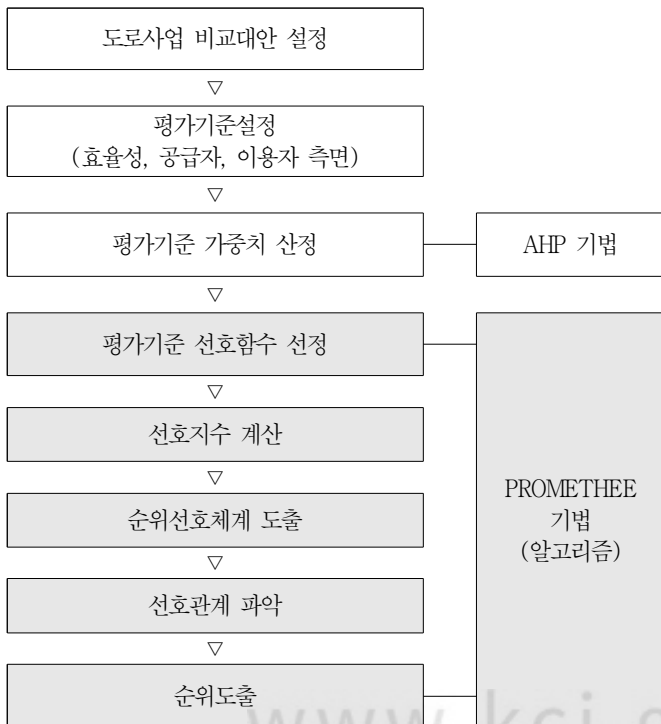 도로사업 비교대안 설정
▽
평가기준설정
(효율성, 공급자, 이용자 측면)
▽
평가기준 가중치 산정
AHP 기법
▽
평가기준 선호함수 선정
▽
선호지수 계산
▽
순위선호체계 도출
▽
선호관계 파악
▽
순위도출
PROMETHEE
기법
(알고리즘)
www.kci.g